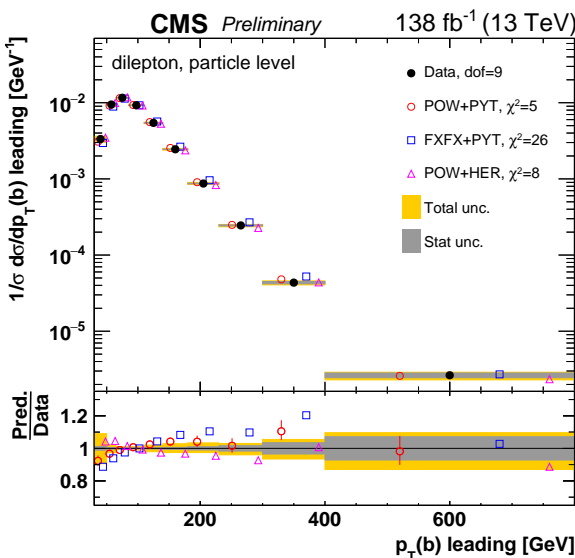 CMS Preliminary 138 fb⁻¹ (13 TeV)
dilepton, particle level
Data, dof=9
POW+PYT, χ²=5
FXFX+PYT, χ²=26
POW+HER, χ²=8
Total unc.
Stat unc.
1/σ dσ/dp_T(b) leading [GeV⁻¹]
10⁻²
10⁻³
10⁻⁴
10⁻⁵
Pred.
Data
1.2
1
0.8
200 400 600
p_T(b) leading [GeV]